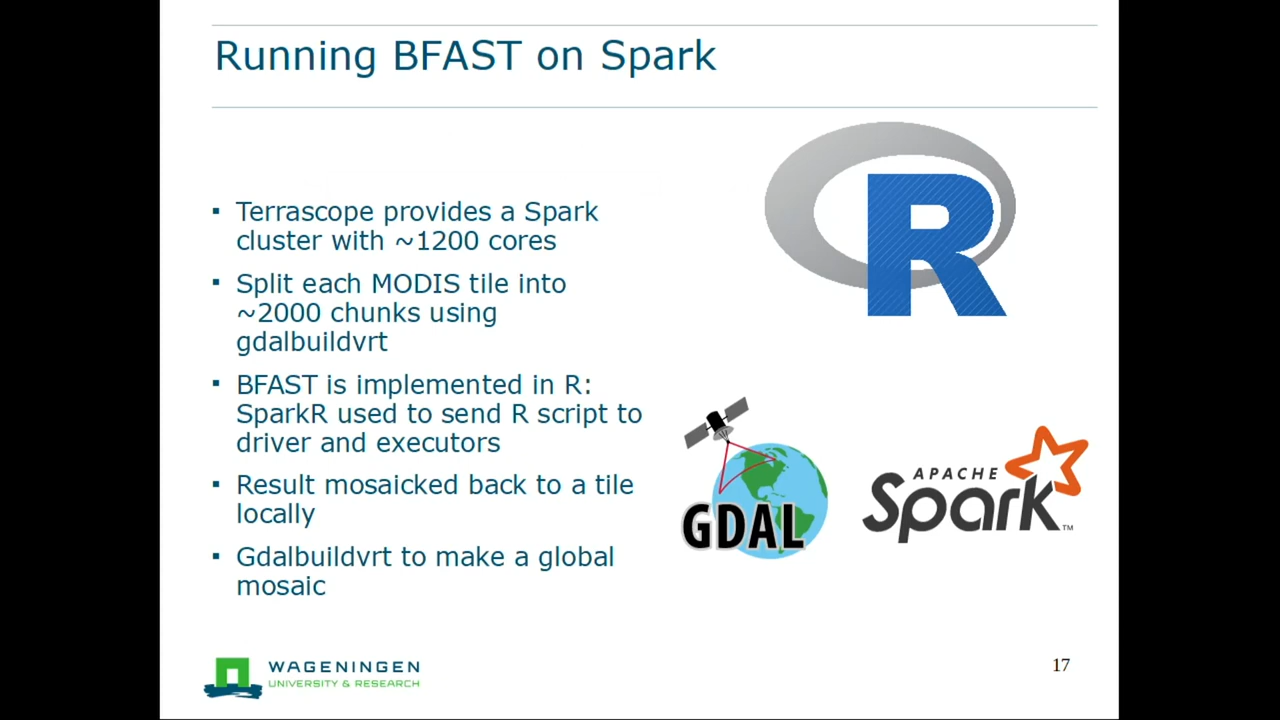 Running BFAST on Spark
▪ Terrascope provides a Spark
cluster with ~1200 cores
▪ Split each MODIS tile into
~2000 chunks using
gdalbuildvrt
▪ BFAST is implemented in R:
SparkR used to send R script to
driver and executors
▪ Result mosaicked back to a tile
locally
▪ Gdalbuildvrt to make a global
mosaic
R
GDAL
APACHE
Spark™
WAGENINGEN
UNIVERSITY & RESEARCH
17